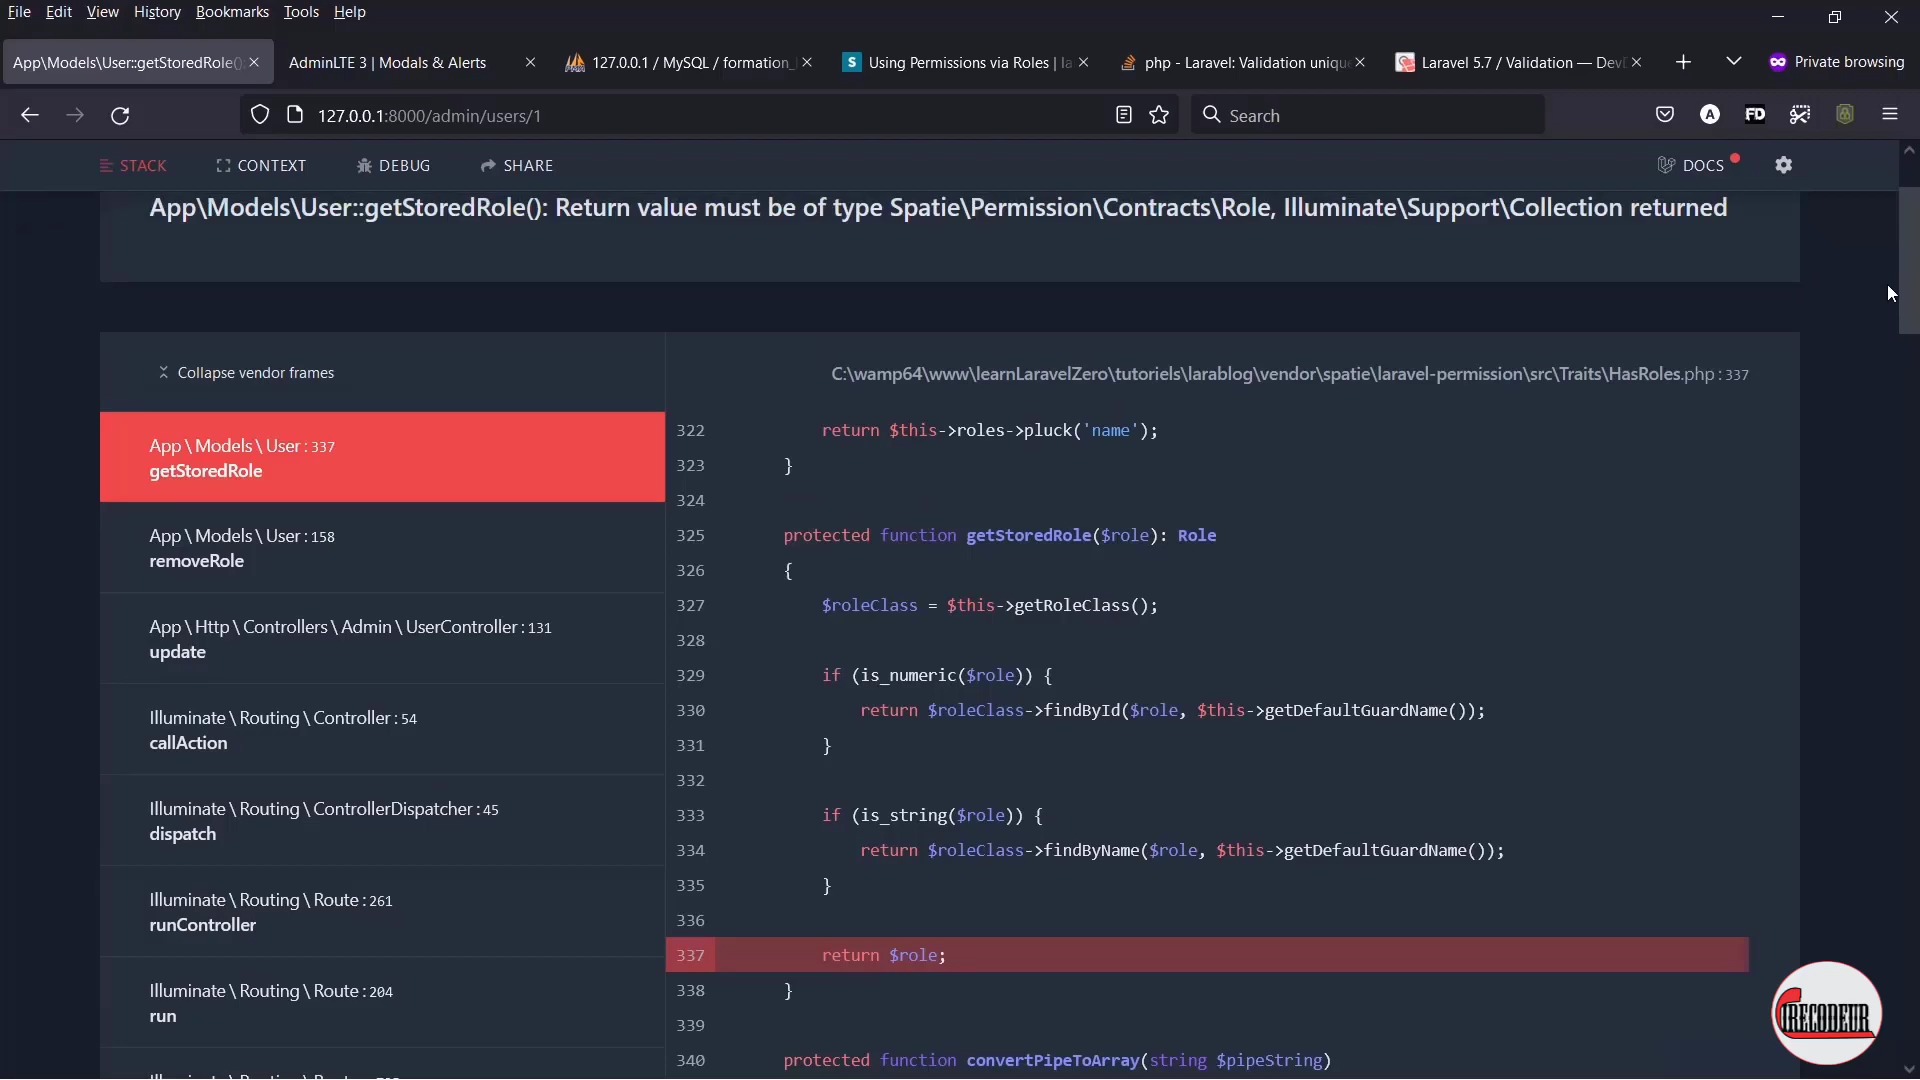 File Edit View History Bookmarks Tools Help
App\Models\User::getStoredRole()
AdminLTE 3 | Modals & Alerts
127.0.0.1 / MySQL / formation_
Using Permissions via Roles | la
php - Laravel: Validation unique
Laravel 5.7 / Validation — Dev
Private browsing
127.0.0.1:8000/admin/users/1
Search
A
FD
STACK CONTEXT DEBUG SHARE DOCS
App\Models\User::getStoredRole(): Return value must be of type Spatie\Permission\Contracts\Role, Illuminate\Support\Collection returned
Collapse vendor frames
App\Models\User:337
getStoredRole
App\Models\User:158
removeRole
App\Http\Controllers\Admin\UserController:131
update
Illuminate\Routing\Controller:54
callAction
Illuminate\Routing\ControllerDispatcher:45
dispatch
Illuminate\Routing\Route:261
runController
Illuminate\Routing\Route:204
run
C:\wamp64\www\learnLaravelZero\tutoriels\larablog\vendor\spatie\laravel-permission\src\Traits\HasRoles.php:337
322 return $this->roles->pluck('name');
323 }
324
325 protected function getStoredRole($role): Role
326 {
327 $roleClass = $this->getRoleClass();
328
329 if (is_numeric($role)) {
330 return $roleClass->findById($role, $this->getDefaultGuardName());
331 }
332
333 if (is_string($role)) {
334 return $roleClass->findByName($role, $this->getDefaultGuardName());
335 }
336
337 return $role;
338 }
339
340 protected function convertPipeToArray(string $pipeString)
IRECODEUR